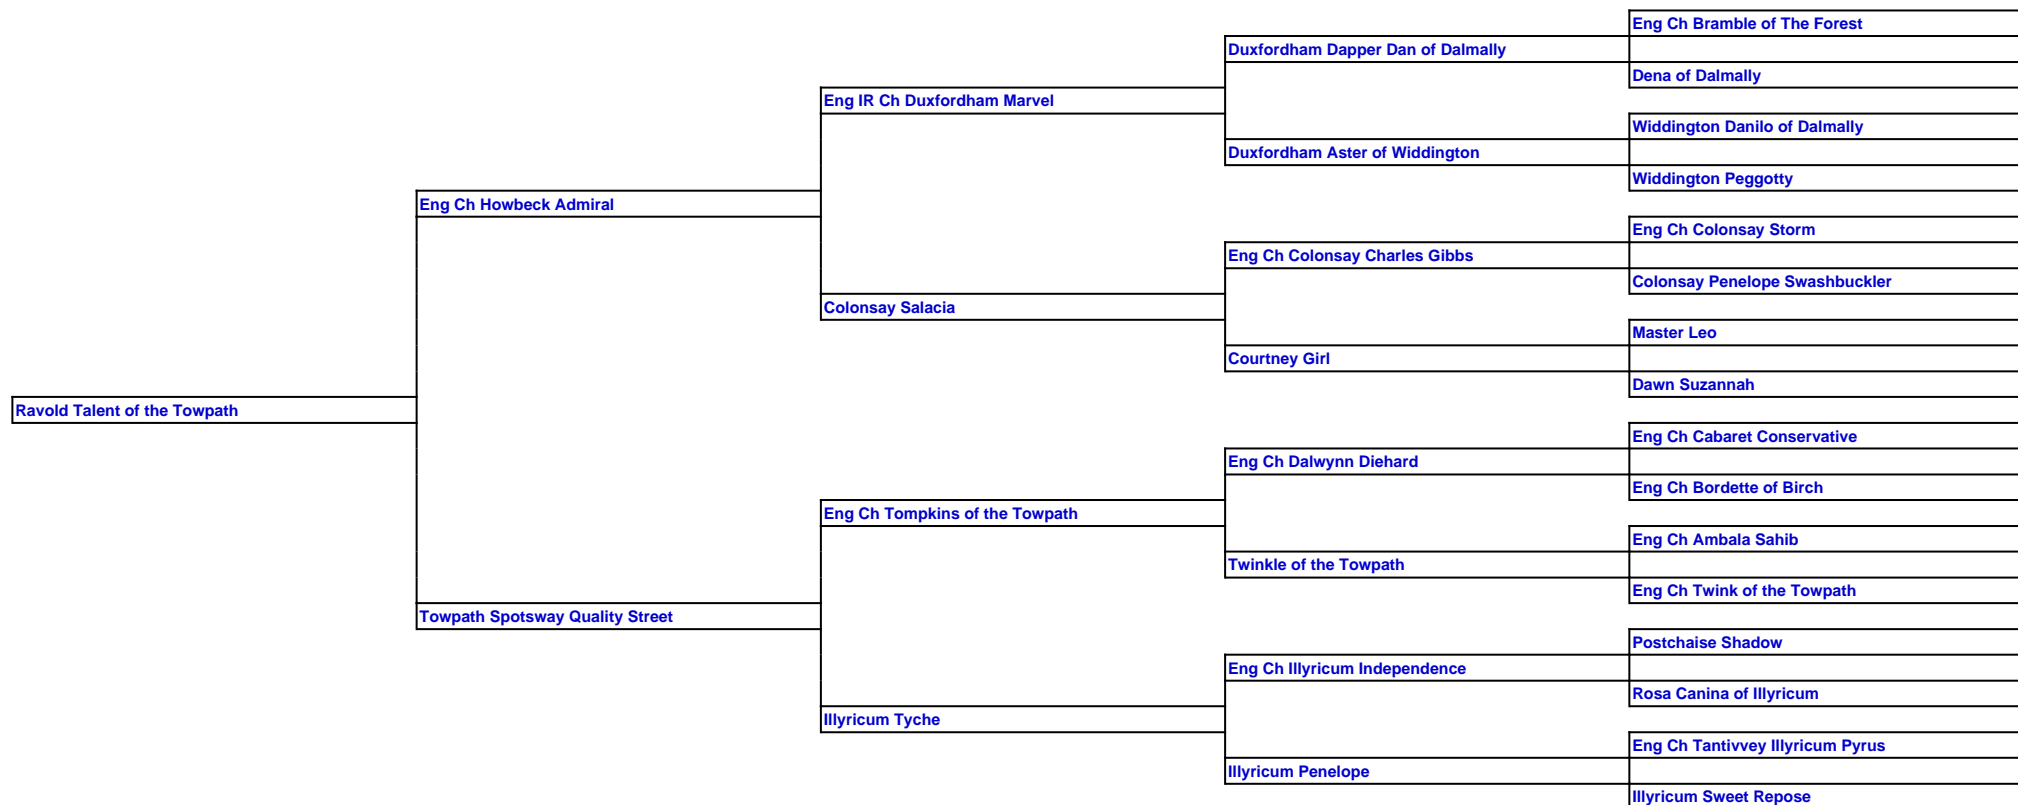 Eng Ch Bramble of The Forest
Duxfordham Dapper Dan of Dalmally
Dena of Dalmally
Eng IR Ch Duxfordham Marvel
Widdington Danilo of Dalmally
Duxfordham Aster of Widdington
Widdington Peggotty
Eng Ch Howbeck Admiral
Eng Ch Colonsay Storm
Eng Ch Colonsay Charles Gibbs
Colonsay Penelope Swashbuckler
Colonsay Salacia
Master Leo
Courtney Girl
Dawn Suzannah
Ravold Talent of the Towpath
Eng Ch Cabaret Conservative
Eng Ch Dalwynn Diehard
Eng Ch Bordette of Birch
Eng Ch Tompkins of the Towpath
Eng Ch Ambala Sahib
Twinkle of the Towpath
Eng Ch Twink of the Towpath
Towpath Spotsway Quality Street
Postchaise Shadow
Eng Ch Illyricum Independence
Rosa Canina of Illyricum
Illyricum Tyche
Eng Ch Tantivvey Illyricum Pyrus
Illyricum Penelope
Illyricum Sweet Repose